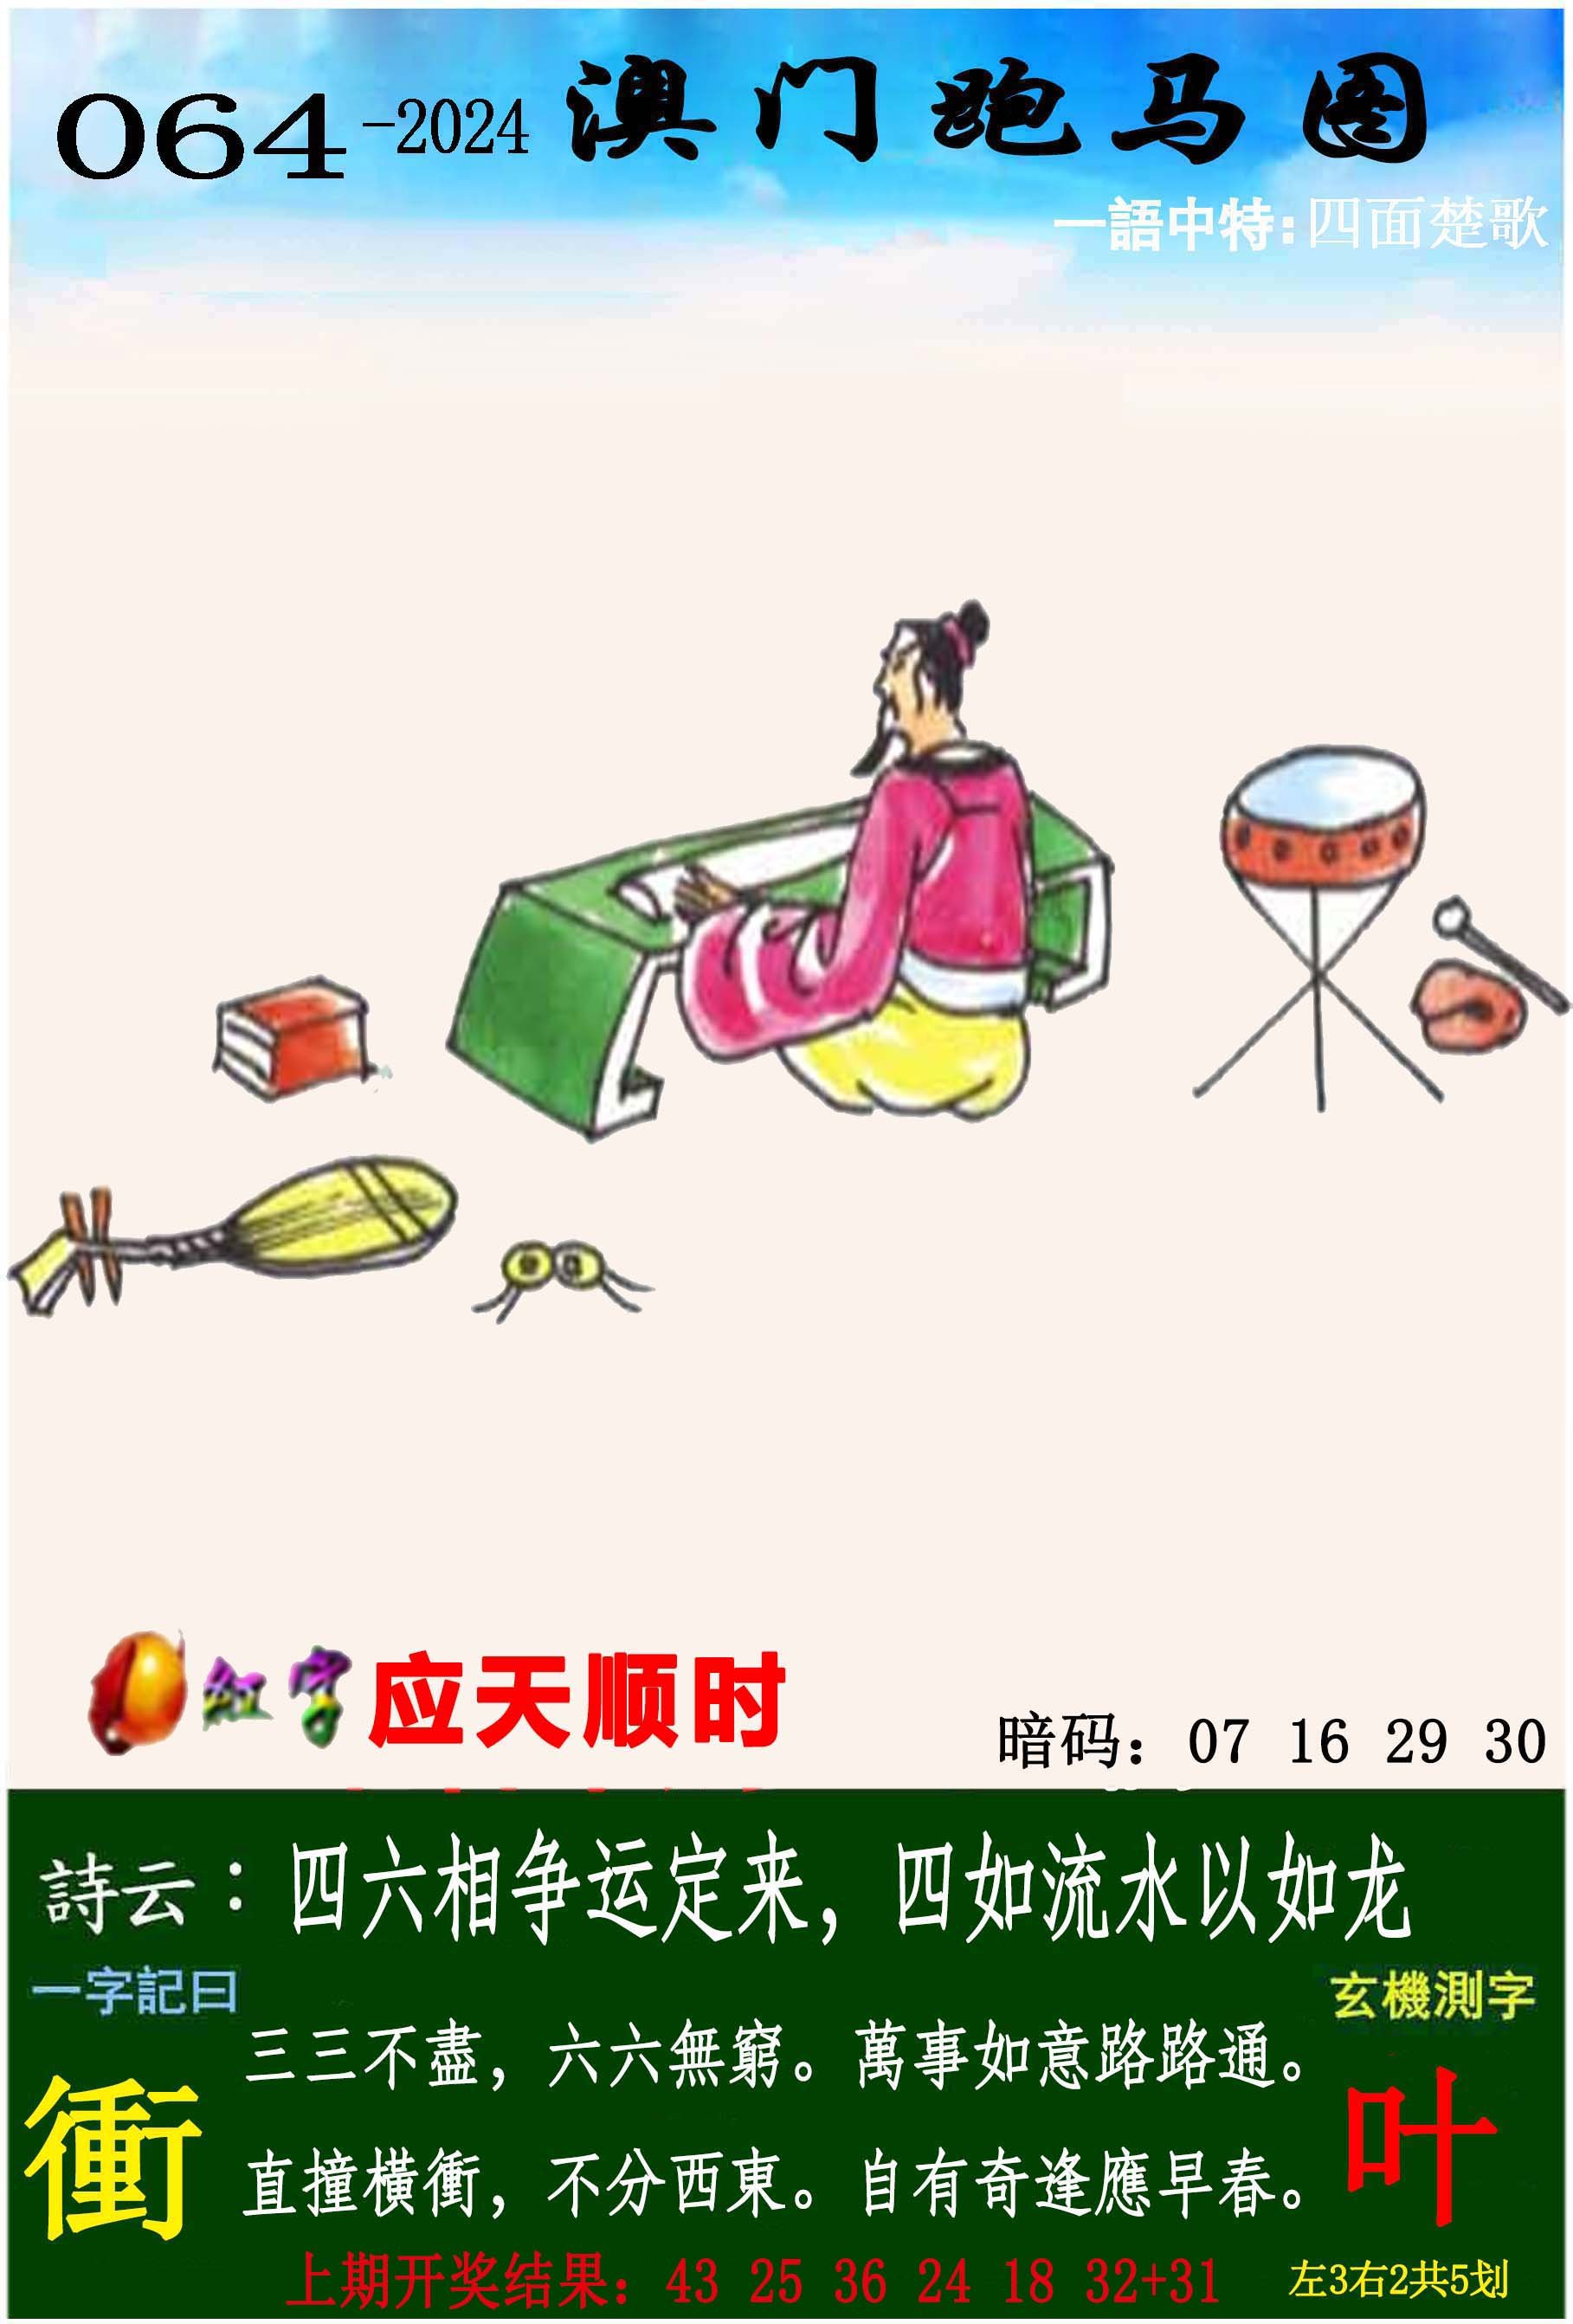 064-2024 澳门跑马图
一語中特:四面楚歌
红字 应天顺时
暗码：07 16 29 30
詩云：四六相争运定来，四如流水以如龙
一字記曰
玄機測字
三三不盡，六六無窮。萬事如意路路通。
衝
叶
直撞橫衝，不分西東。自有奇逢應早春。
上期开奖结果：43 25 36 24 18 32+31
左3右2共5划